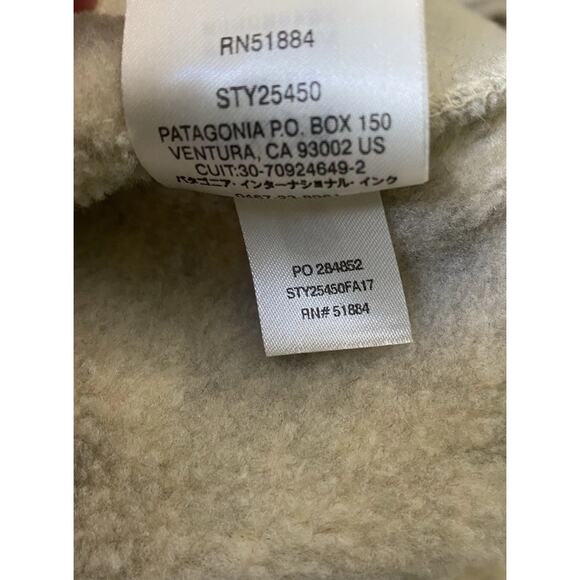 RN51884
STY25450
PATAGONIA P.O. BOX 150
VENTURA, CA 93002 US
CUIT:30-70924649-2
パタゴニア・インターナショナル・インク
PO 284852
STY25450FA17
RN# 51884